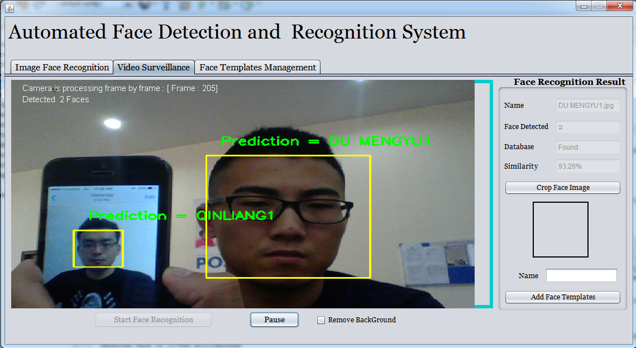 Automated Face Detection and  Recognition System
Image Face Recognition
Video Surveillance
Face Templates Management
Camera is processing frame by frame : [ Frame : 205]
Detected  2 Faces
Prediction = DU MENGYU1
Prediction = QINLIANG1
PO
Start Face Recognition
Pause
Remove BackGround
Face Recognition Result
Name
DU MENGYU1.jpg
Face Detected
2
Database
Found
Similarity
93.28%
Crop Face Image
Name
Add Face Templates